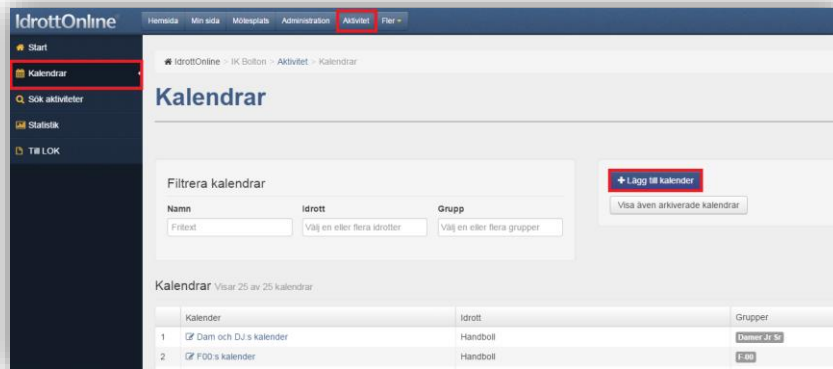 IdrottOnline
Hemsida Min sida Mötesplats Administration Aktivitet Fler
Start
Kalendrar
Sök aktiviteter
Statistik
Till LOK
IdrottOnline > IK Bolton > Aktivitet > Kalendrar
Kalendrar
Filtrera kalendrar
Namn Idrott Grupp
Fritext Välj en eller flera idrotter Välj en eller flera grupper
+ Lägg till kalender
Visa även arkiverade kalendrar
Kalendrar Visar 25 av 25 kalendrar
Kalender Idrott Grupper
1 Dam och DJ:s kalender Handboll Damer Jr Sr
2 F00:s kalender Handboll F-00